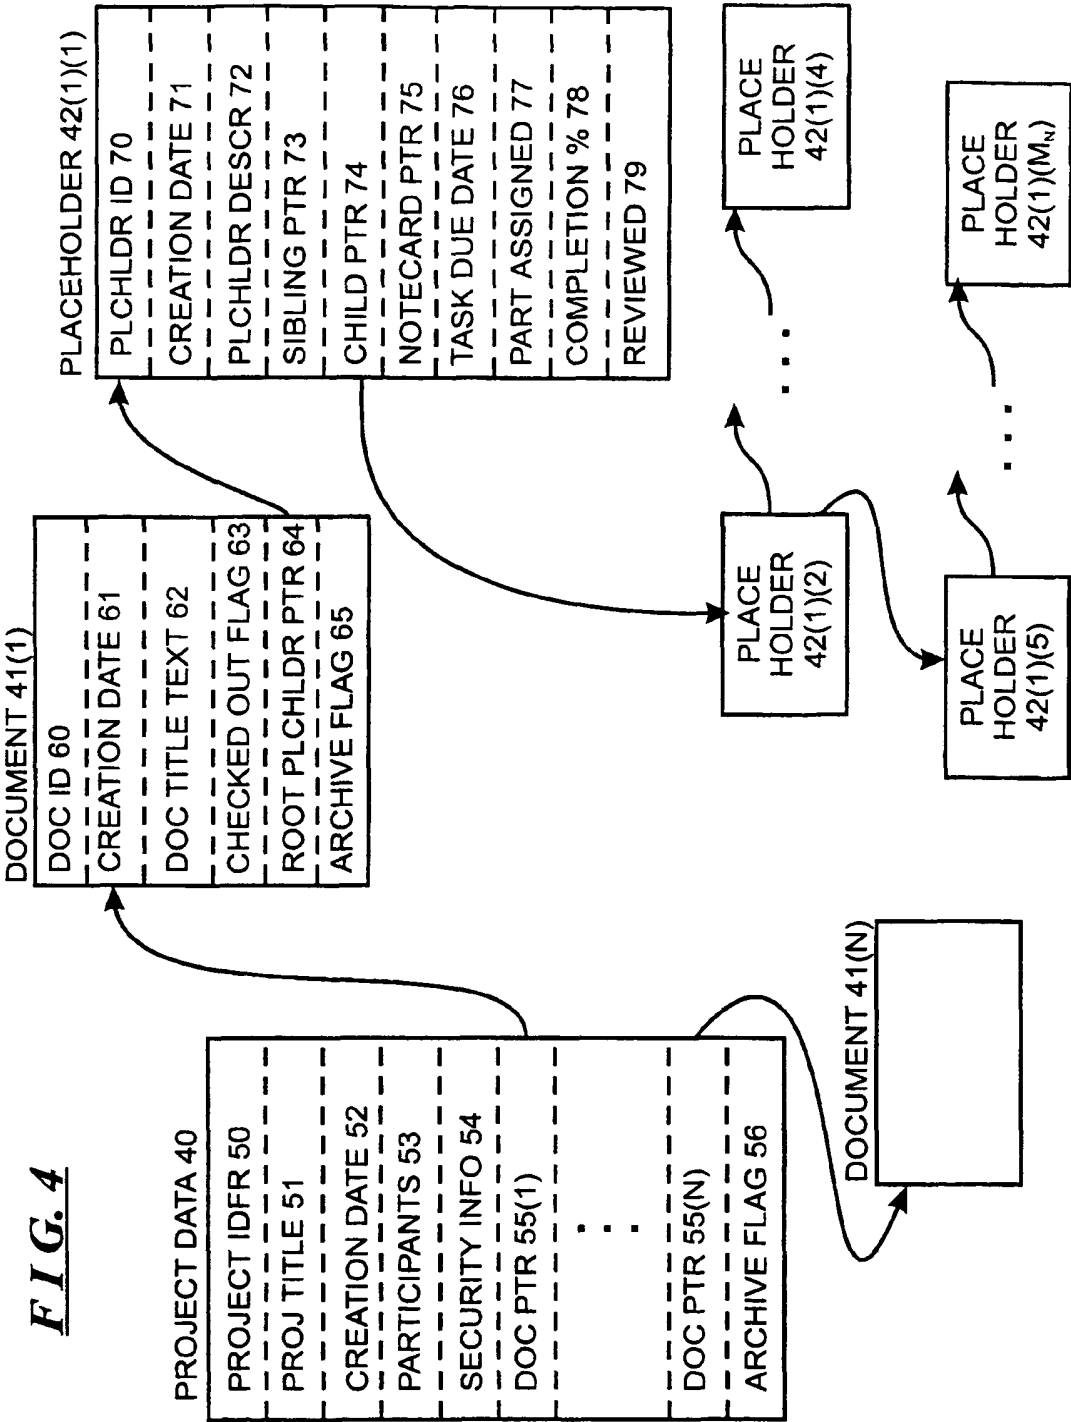 FIG. 4
PROJECT DATA 40
PROJECT IDFR 50
PROJ TITLE 51
CREATION DATE 52
PARTICIPANTS 53
SECURITY INFO 54
DOC PTR 55(1)
. . .
DOC PTR 55(N)
ARCHIVE FLAG 56
DOCUMENT 41(1)
DOC ID 60
CREATION DATE 61
DOC TITLE TEXT 62
CHECKED OUT FLAG 63
ROOT PLCHLDR PTR 64
ARCHIVE FLAG 65
DOCUMENT 41(N)
PLACEHOLDER 42(1)(1)
PLCHLDR ID 70
CREATION DATE 71
PLCHLDR DESCR 72
SIBLING PTR 73
CHILD PTR 74
NOTECARD PTR 75
TASK DUE DATE 76
PART ASSIGNED 77
COMPLETION % 78
REVIEWED 79
PLACE
HOLDER
42(1)(2)
. . .
PLACE
HOLDER
42(1)(4)
PLACE
HOLDER
42(1)(5)
. . .
PLACE
HOLDER
42(1)(M_N)